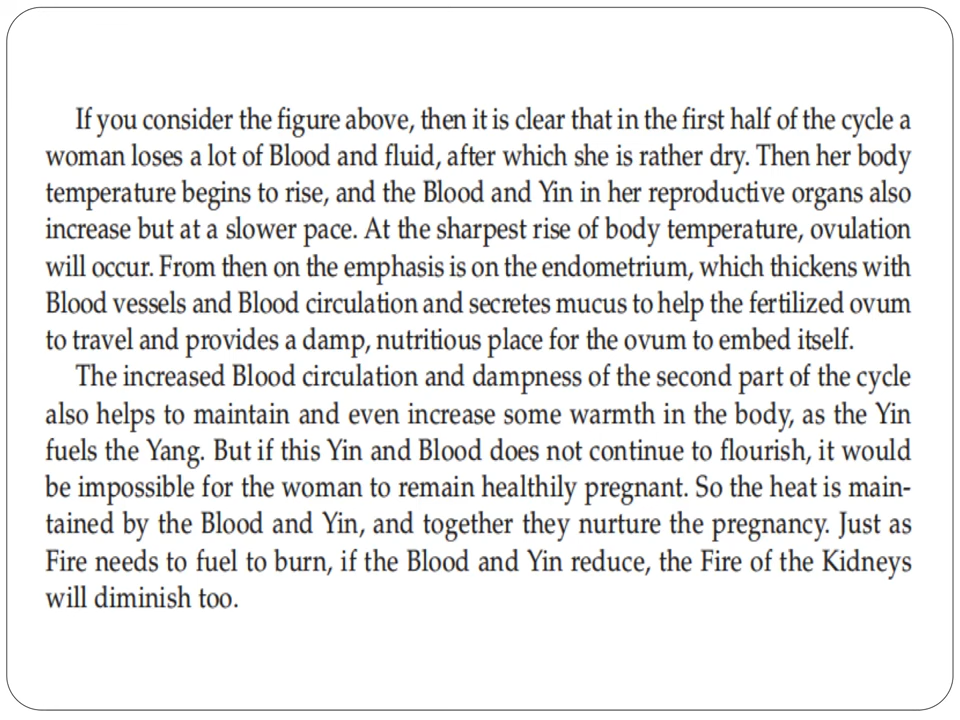 If you consider the figure above, then it is clear that in the first half of the cycle a
woman loses a lot of Blood and fluid, after which she is rather dry. Then her body
temperature begins to rise, and the Blood and Yin in her reproductive organs also
increase but at a slower pace. At the sharpest rise of body temperature, ovulation
will occur. From then on the emphasis is on the endometrium, which thickens with
Blood vessels and Blood circulation and secretes mucus to help the fertilized ovum
to travel and provides a damp, nutritious place for the ovum to embed itself.
The increased Blood circulation and dampness of the second part of the cycle
also helps to maintain and even increase some warmth in the body, as the Yin
fuels the Yang. But if this Yin and Blood does not continue to flourish, it would
be impossible for the woman to remain healthily pregnant. So the heat is main-
tained by the Blood and Yin, and together they nurture the pregnancy. Just as
Fire needs to fuel to burn, if the Blood and Yin reduce, the Fire of the Kidneys
will diminish too.